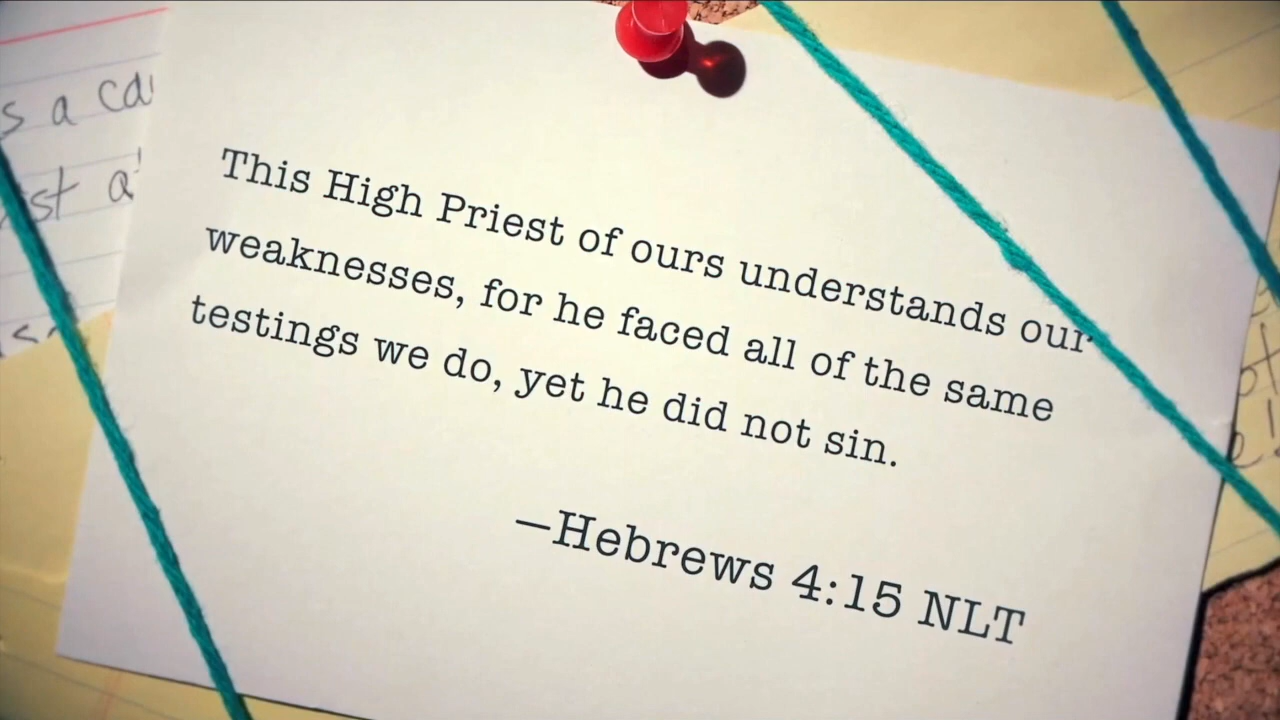 s a
This High Priest of ours understands our
weaknesses, for he faced all of the same
testings we do, yet he did not sin.
—Hebrews 4:15 NLT